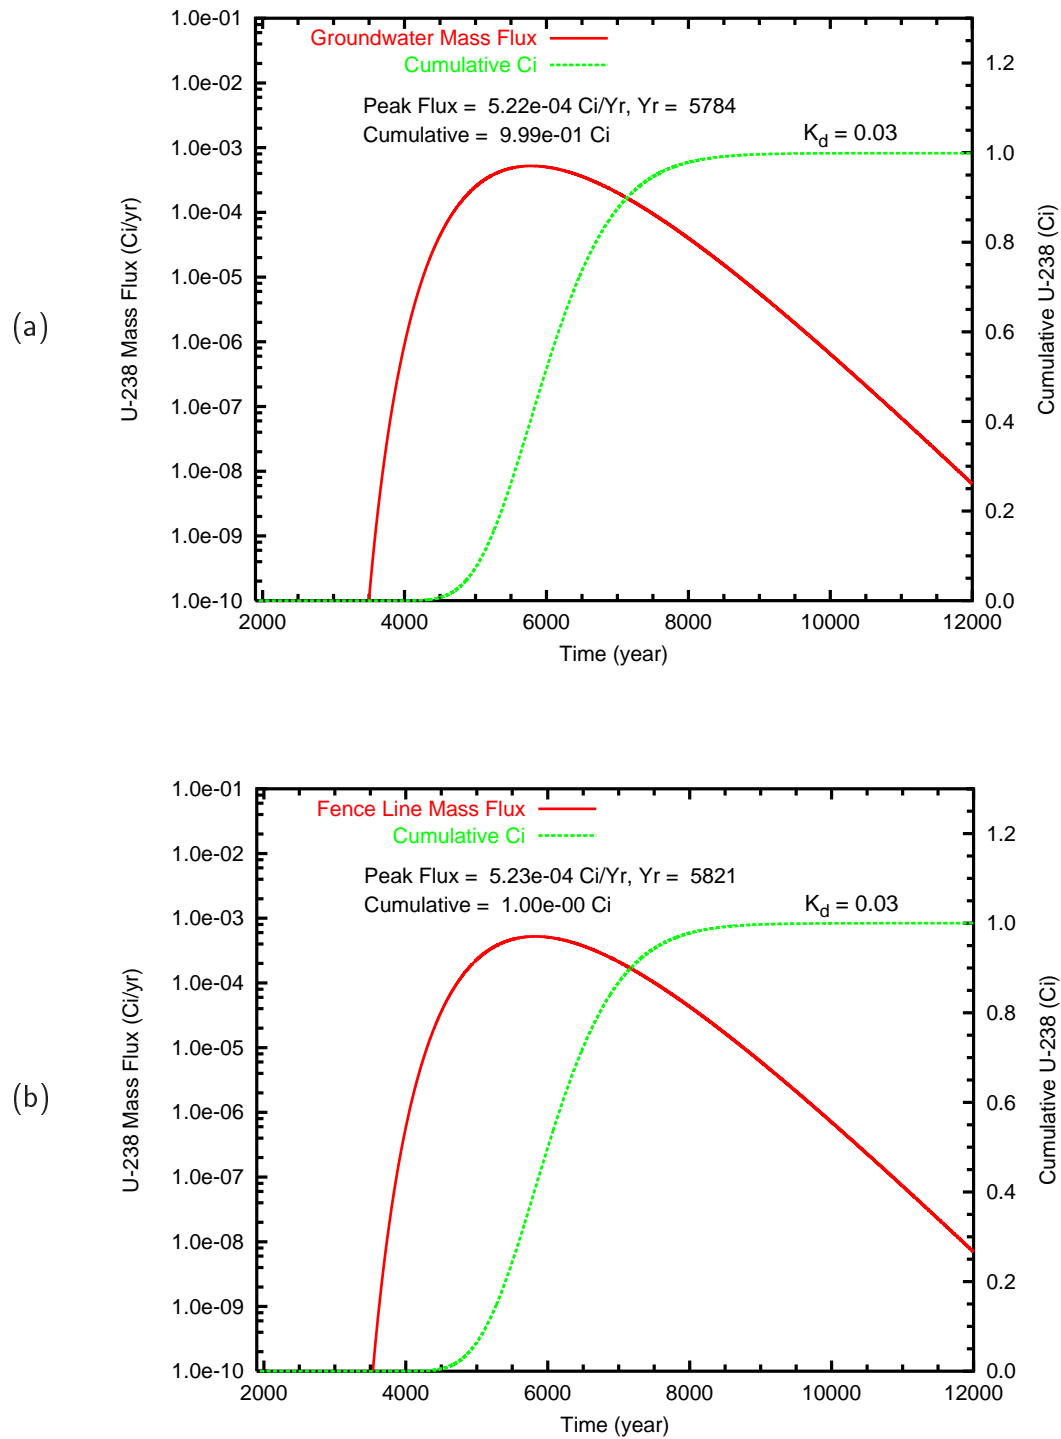 (a)
Groundwater Mass Flux
Cumulative Ci
Peak Flux = 5.22e-04 Ci/Yr, Yr = 5784
Cumulative = 9.99e-01 Ci
K_d = 0.03
U-238 Mass Flux (Ci/yr)
1.0e-01
1.0e-02
1.0e-03
1.0e-04
1.0e-05
1.0e-06
1.0e-07
1.0e-08
1.0e-09
1.0e-10
Cumulative U-238 (Ci)
1.2
1.0
0.8
0.6
0.4
0.2
0.0
2000 4000 6000 8000 10000 12000
Time (year)
(b)
Fence Line Mass Flux
Cumulative Ci
Peak Flux = 5.23e-04 Ci/Yr, Yr = 5821
Cumulative = 1.00e-00 Ci
K_d = 0.03
U-238 Mass Flux (Ci/yr)
1.0e-01
1.0e-02
1.0e-03
1.0e-04
1.0e-05
1.0e-06
1.0e-07
1.0e-08
1.0e-09
1.0e-10
Cumulative U-238 (Ci)
1.2
1.0
0.8
0.6
0.4
0.2
0.0
2000 4000 6000 8000 10000 12000
Time (year)